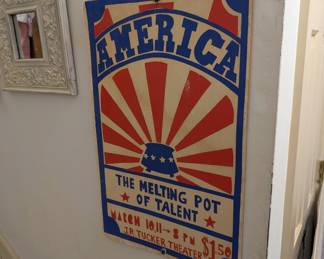 AMERICA
THE MELTING POT
OF TALENT
MARCH 10,11 - 8 PM
J.R. TUCKER THEATER $1.50